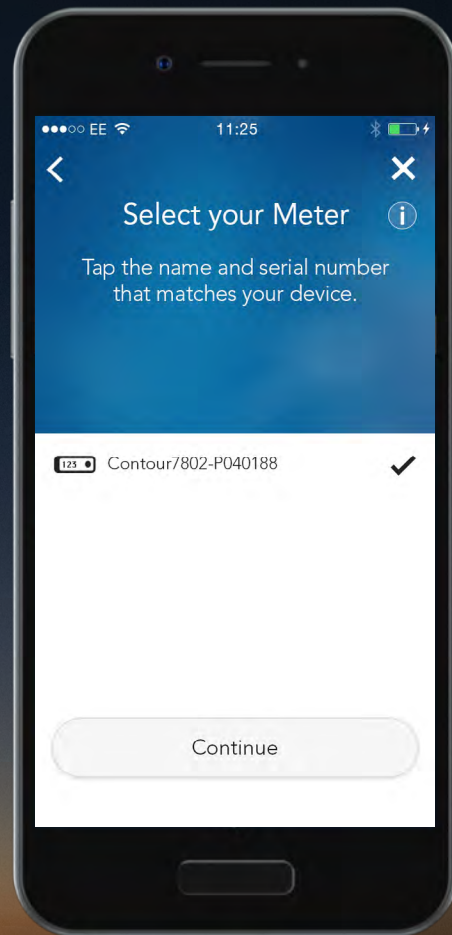 EE
11:25
Select your Meter
i
Tap the name and serial number
that matches your device.
123
Contour7802-P040188
Continue